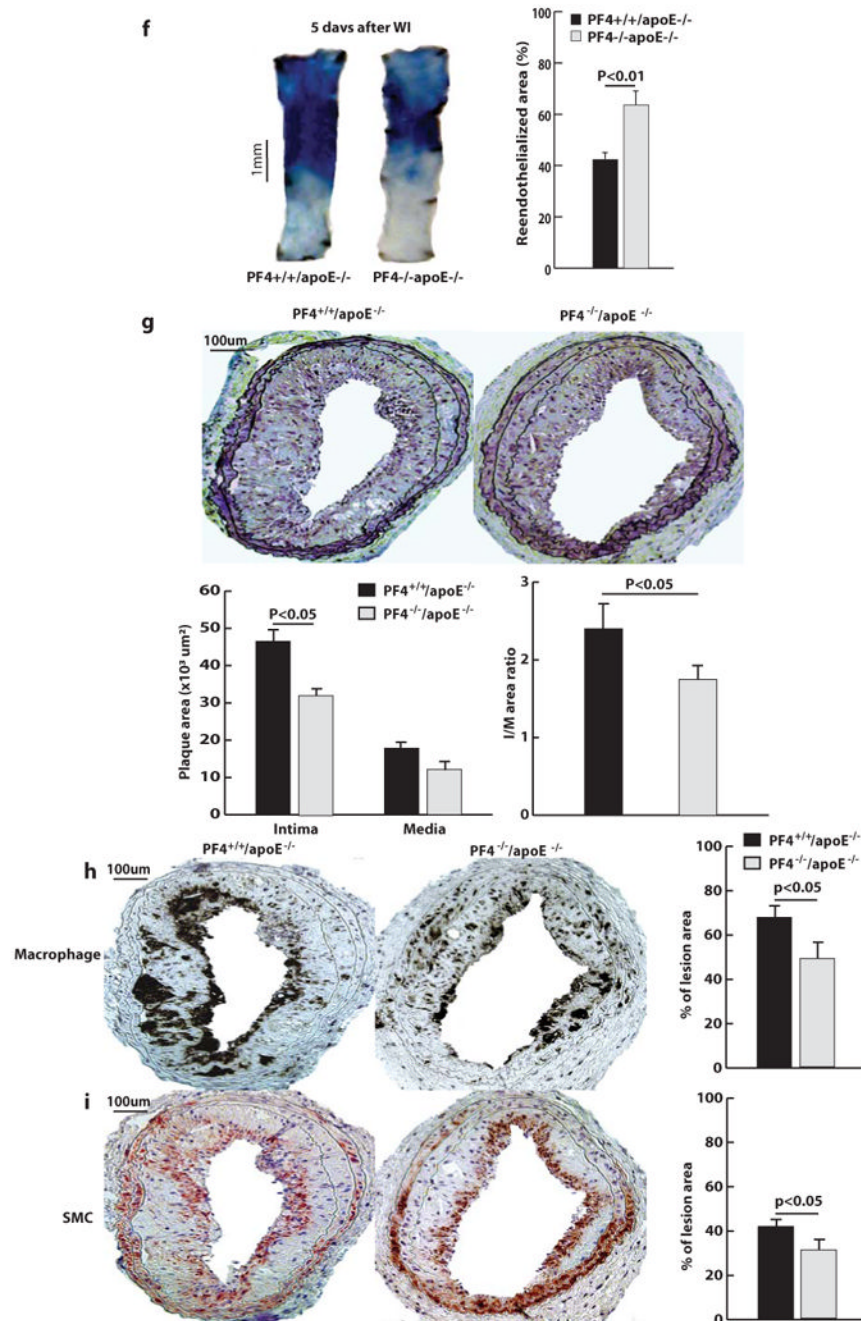 f
5 days after WI
1mm
PF4+/+/apoE-/-
PF4-/-apoE-/-
Reendothelialized area (%)
100
80
60
40
20
0
PF4+/+/apoE-/-
PF4-/-apoE-/-
P<0.01
g
PF4+/+/apoE-/-
PF4-/-/apoE -/-
100um
Plaque area (x10³ um²)
60
50
40
30
20
10
0
P<0.05
PF4+/+/apoE-/-
PF4-/-/apoE-/-
Intima
Media
I/M area ratio
3
2
1
0
P<0.05
h
PF4+/+/apoE-/-
PF4-/-/apoE -/-
100um
Macrophage
PF4+/+/apoE-/-
PF4-/-/apoE-/-
% of lesion area
100
80
60
40
20
0
p<0.05
i
100um
SMC
% of lesion area
100
80
60
40
20
0
p<0.05